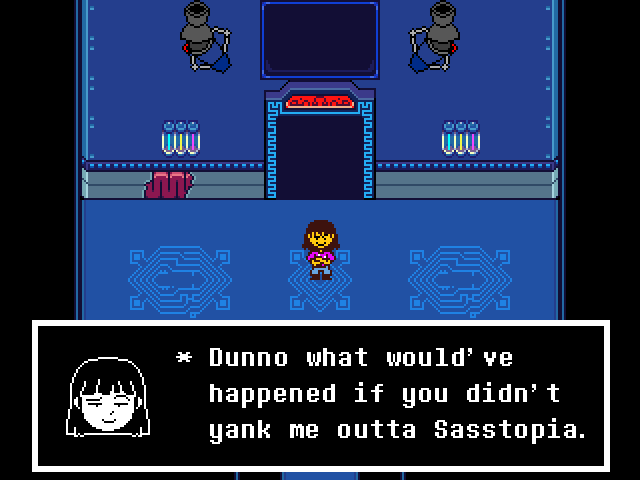 * Dunno what would've
happened if you didn't
yank me outta Sasstopia.